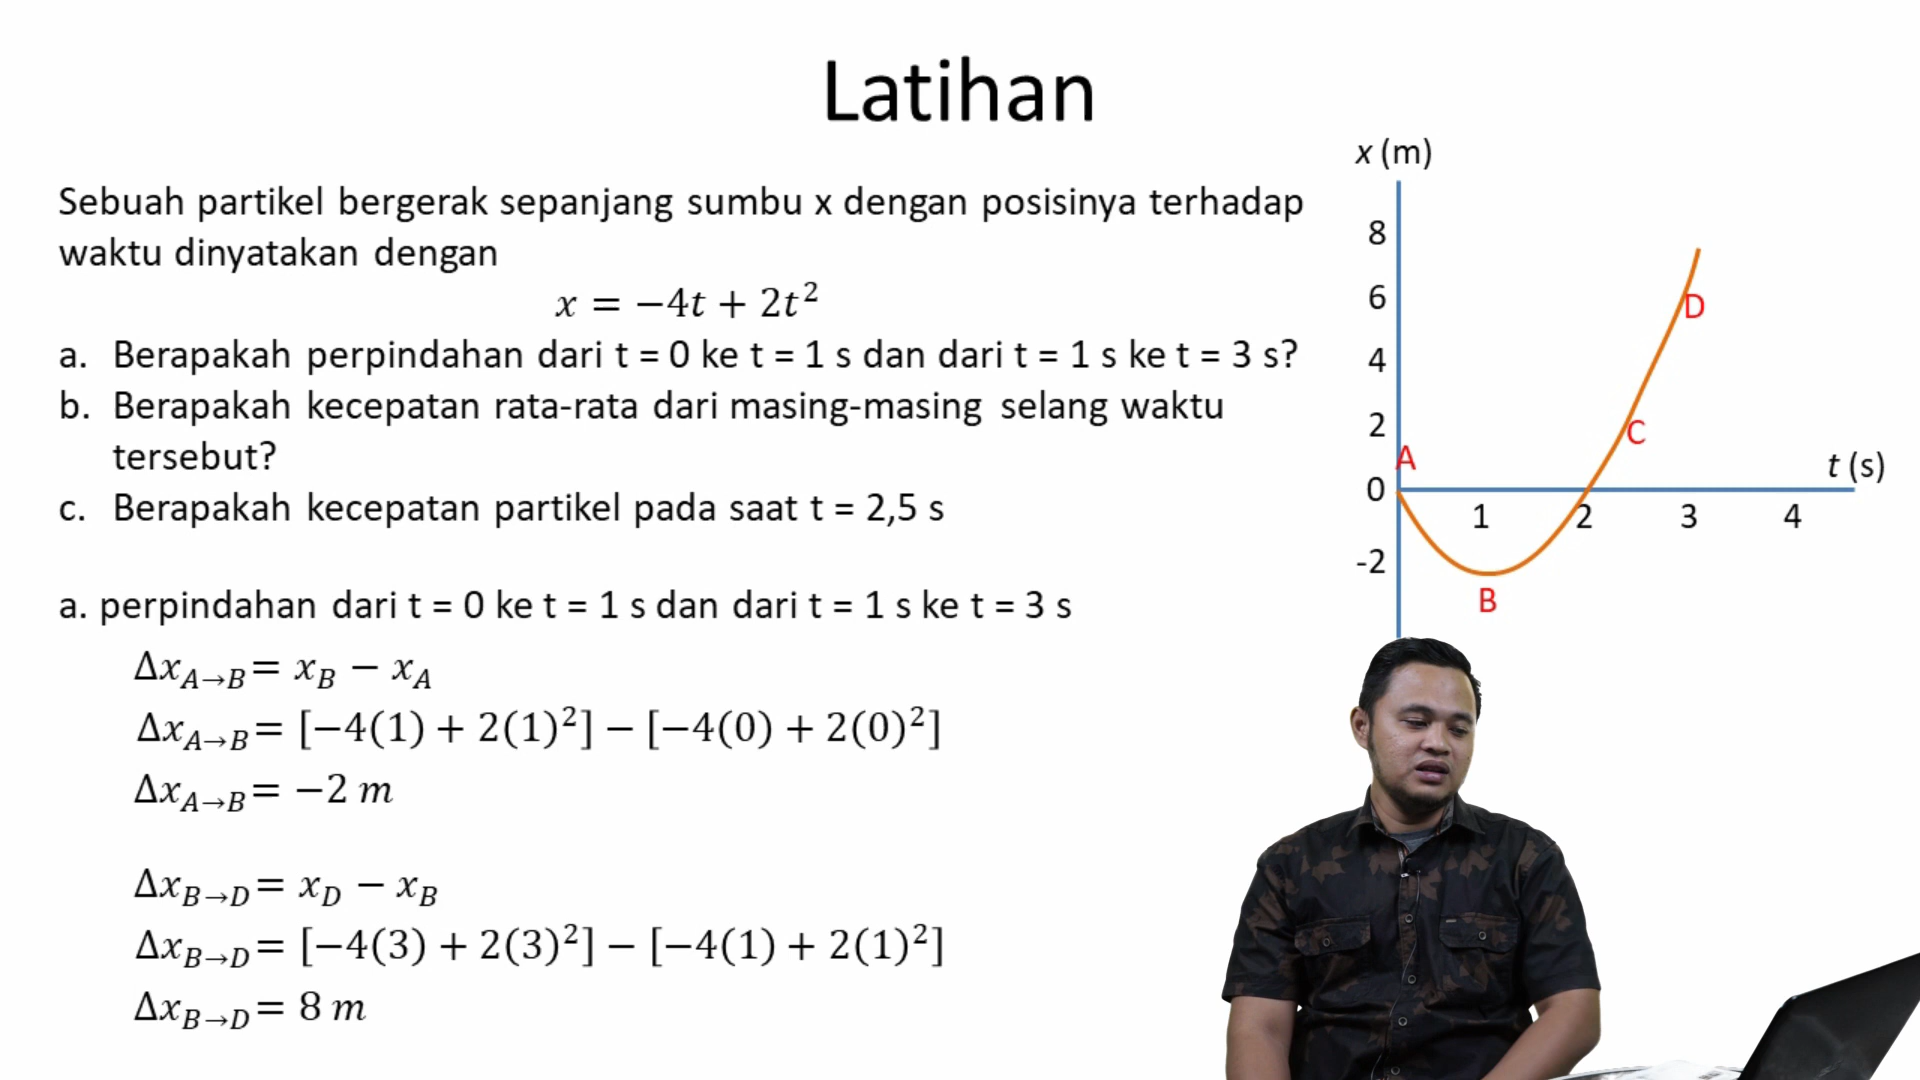 Latihan
Sebuah partikel bergerak sepanjang sumbu x dengan posisinya terhadap
waktu dinyatakan dengan
x = −4t + 2t²
a. Berapakah perpindahan dari t = 0 ke t = 1 s dan dari t = 1 s ke t = 3 s?
b. Berapakah kecepatan rata-rata dari masing-masing selang waktu
tersebut?
c. Berapakah kecepatan partikel pada saat t = 2,5 s
a. perpindahan dari t = 0 ke t = 1 s dan dari t = 1 s ke t = 3 s
Δx_{A→B} = x_B − x_A
Δx_{A→B} = [−4(1) + 2(1)²] − [−4(0) + 2(0)²]
Δx_{A→B} = −2 m
Δx_{B→D} = x_D − x_B
Δx_{B→D} = [−4(3) + 2(3)²] − [−4(1) + 2(1)²]
Δx_{B→D} = 8 m
x (m)
8
6
D
4
2
C
A
t (s)
0
1 2 3 4
-2
B